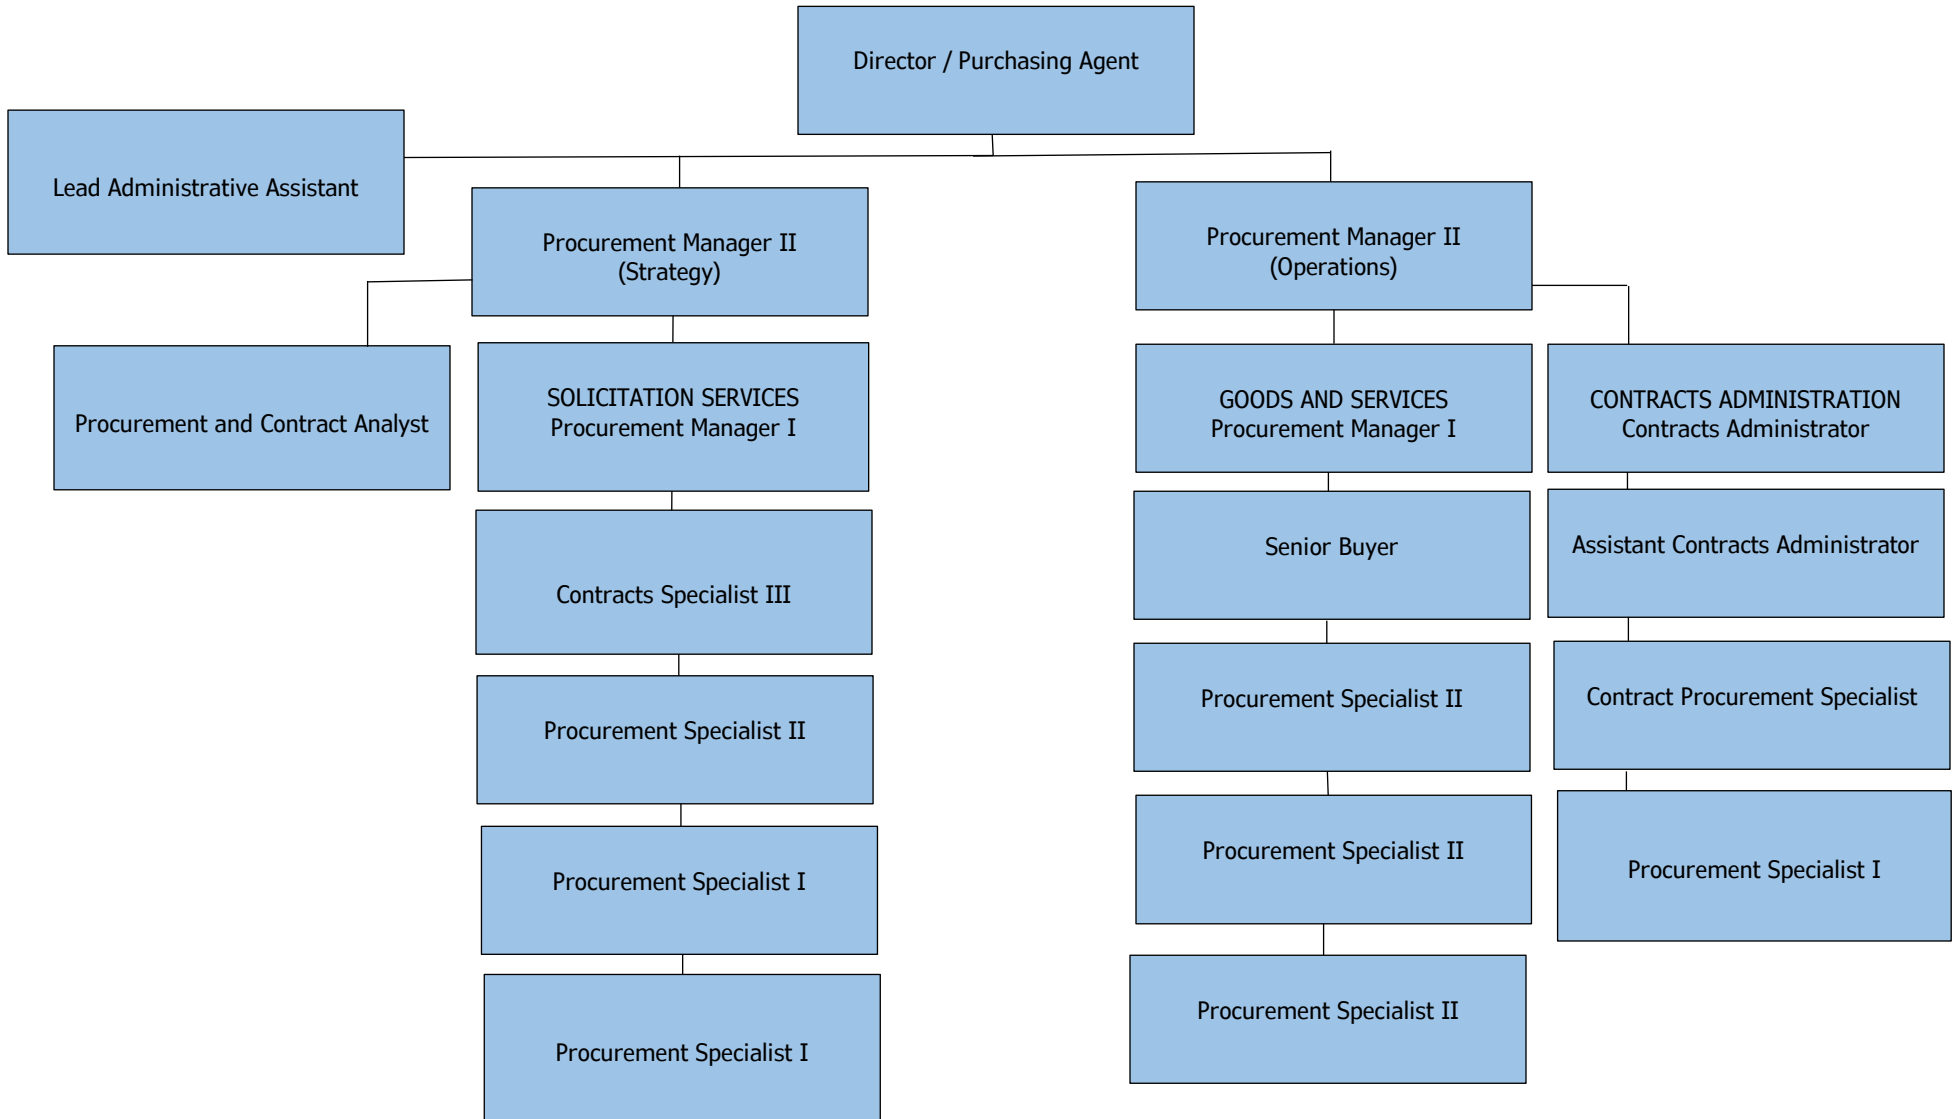 Director / Purchasing Agent
Lead Administrative Assistant
Procurement Manager II
(Strategy)
Procurement Manager II
(Operations)
Procurement and Contract Analyst
SOLICITATION SERVICES
Procurement Manager I
GOODS AND SERVICES
Procurement Manager I
CONTRACTS ADMINISTRATION
Contracts Administrator
Contracts Specialist III
Senior Buyer
Assistant Contracts Administrator
Procurement Specialist II
Procurement Specialist II
Contract Procurement Specialist
Procurement Specialist I
Procurement Specialist II
Procurement Specialist I
Procurement Specialist I
Procurement Specialist II